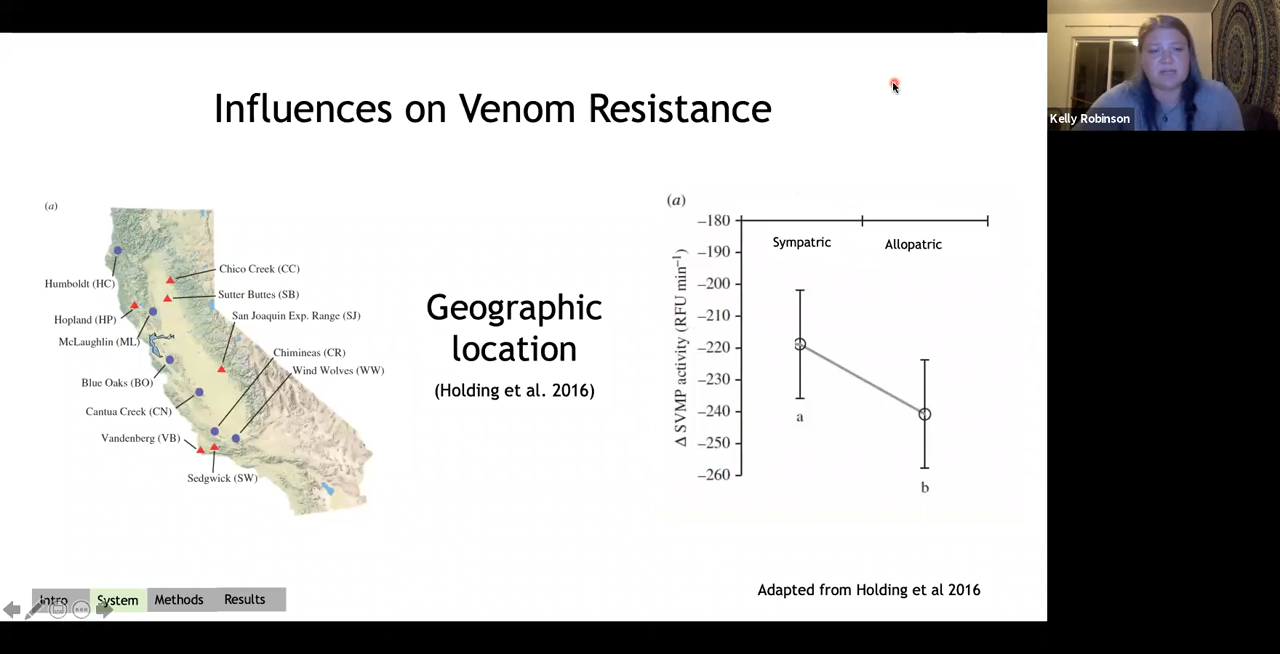 Influences on Venom Resistance
Kelly Robinson
(a)
Humboldt (HC)
Chico Creek (CC)
Sutter Buttes (SB)
Hopland (HP)
San Joaquin Exp. Range (SJ)
McLaughlin (ML)
Chimineas (CR)
Wind Wolves (WW)
Blue Oaks (BO)
Cantua Creek (CN)
Vandenberg (VB)
Sedgwick (SW)
Geographic
location
(Holding et al. 2016)
(a)
Δ SVMP activity (RFU min⁻¹)
–180
–190
–200
–210
–220
–230
–240
–250
–260
Sympatric
Allopatric
a
b
Adapted from Holding et al 2016
Intro
System
Methods
Results